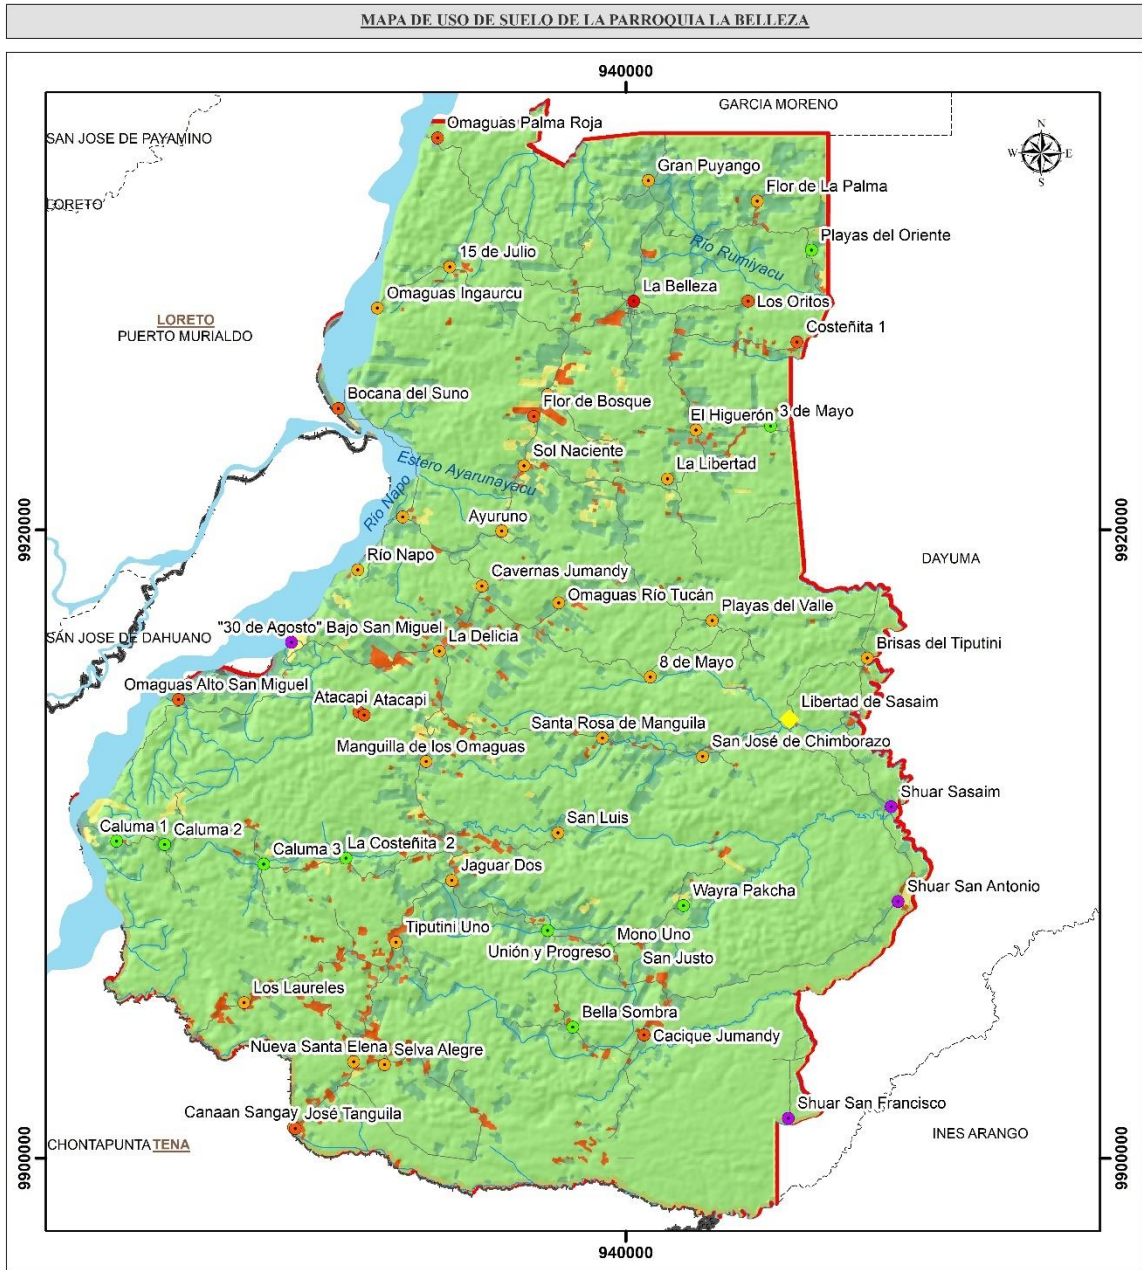 MAPA DE USO DE SUELO DE LA PARROQUIA LA BELLEZA
940000
GARCIA MORENO
SAN JOSE DE PAYAMINO
Omaguas Palma Roja
N
W E
S
Gran Puyango
Flor de La Palma
LORETO
Playas del Oriente
Río Rumiyacu
15 de Julio
La Belleza
Los Oritos
Omaguas Ingaurcu
LORETO
PUERTO MURIALDO
Costeñita 1
Bocana del Suno
Flor de Bosque
El Higuerón
3 de Mayo
Sol Naciente
La Libertad
Estero Ayarunayacu
Río Napo
Ayuruno
9920000
9920000
Río Napo
DAYUMA
Cavernas Jumandy
Omaguas Río Tucán
Playas del Valle
"30 de Agosto" Bajo San Miguel
SAN JOSE DE DAHUANO
La Delicia
Brisas del Tiputini
8 de Mayo
Omaguas Alto San Miguel
Atacapi
Atacapi
Libertad de Sasaim
Santa Rosa de Manguila
San José de Chimborazo
Manguilla de los Omaguas
Shuar Sasaim
Caluma 1
Caluma 2
San Luis
Caluma 3
La Costeñita 2
Jaguar Dos
Shuar San Antonio
Wayra Pakcha
Tiputini Uno
Mono Uno
Unión y Progreso
San Justo
Los Laureles
Bella Sombra
Cacique Jumandy
Nueva Santa Elena
Selva Alegre
Canaan Sangay
José Tanguila
Shuar San Francisco
INES ARANGO
CHONTAPUNTA
TENA
9900000
9900000
940000